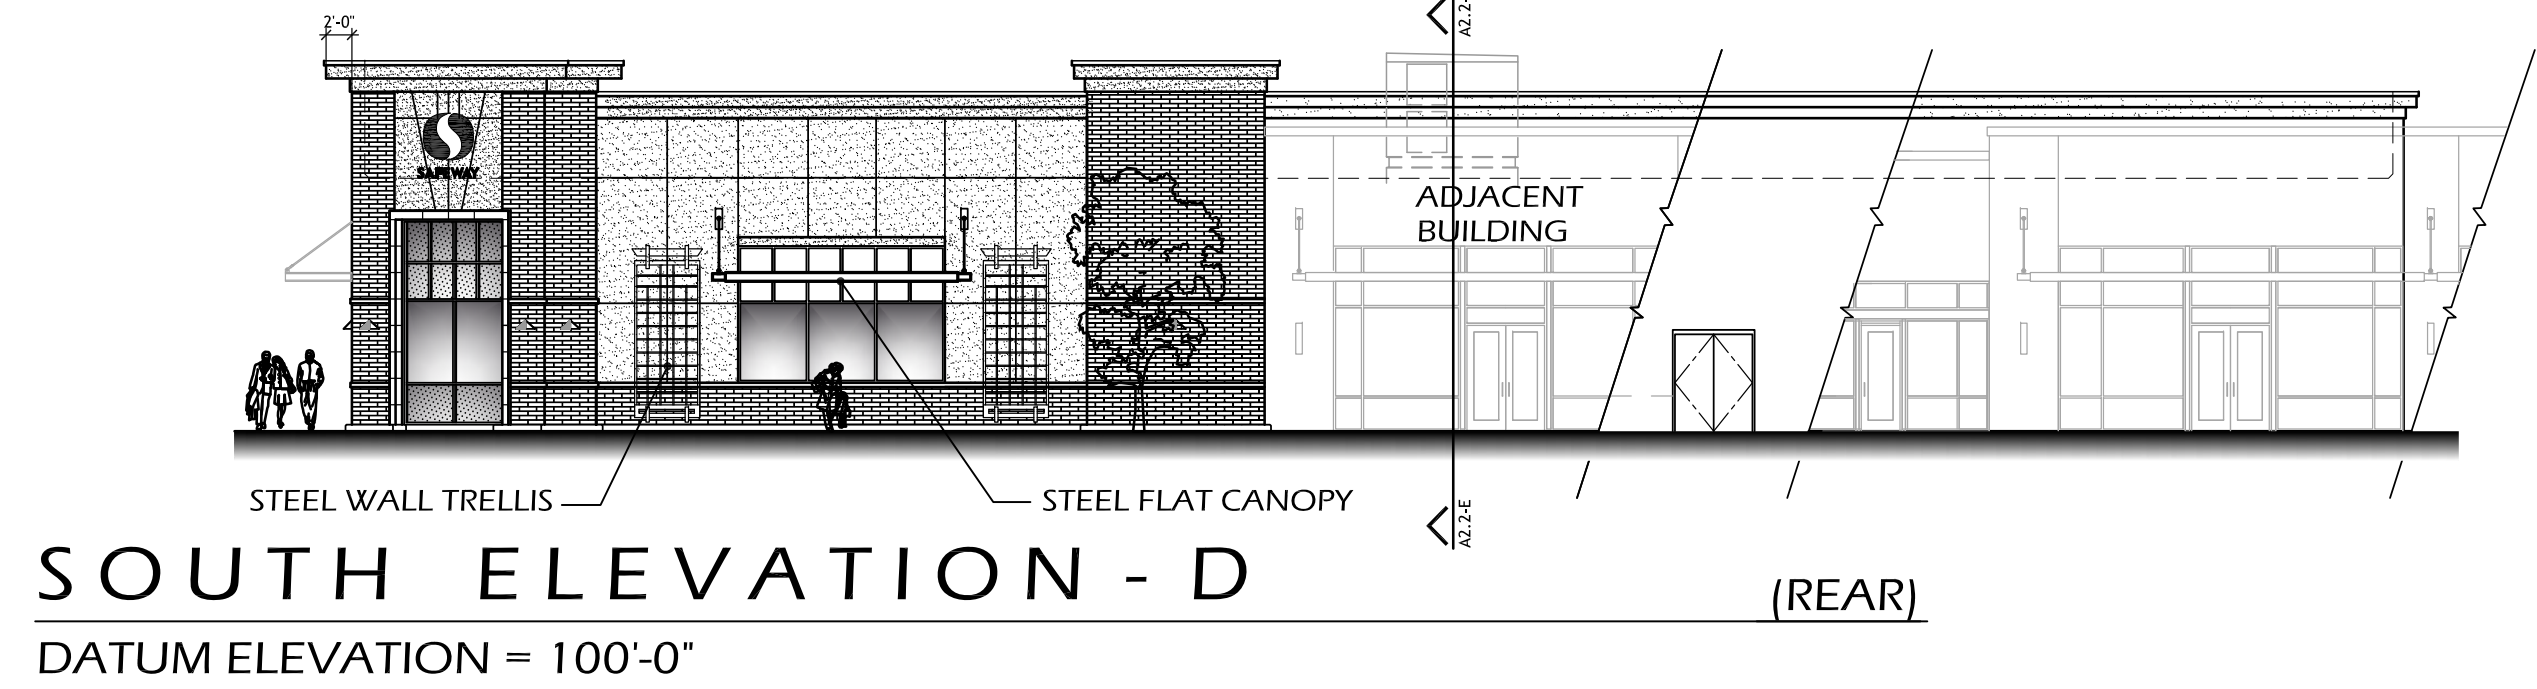 2'-0"
A2.2-
SAFEWAY
ADJACENT
BUILDING
STEEL WALL TRELLIS
STEEL FLAT CANOPY
A2.2-E
SOUTH ELEVATION - D
(REAR)
DATUM ELEVATION = 100'-0"